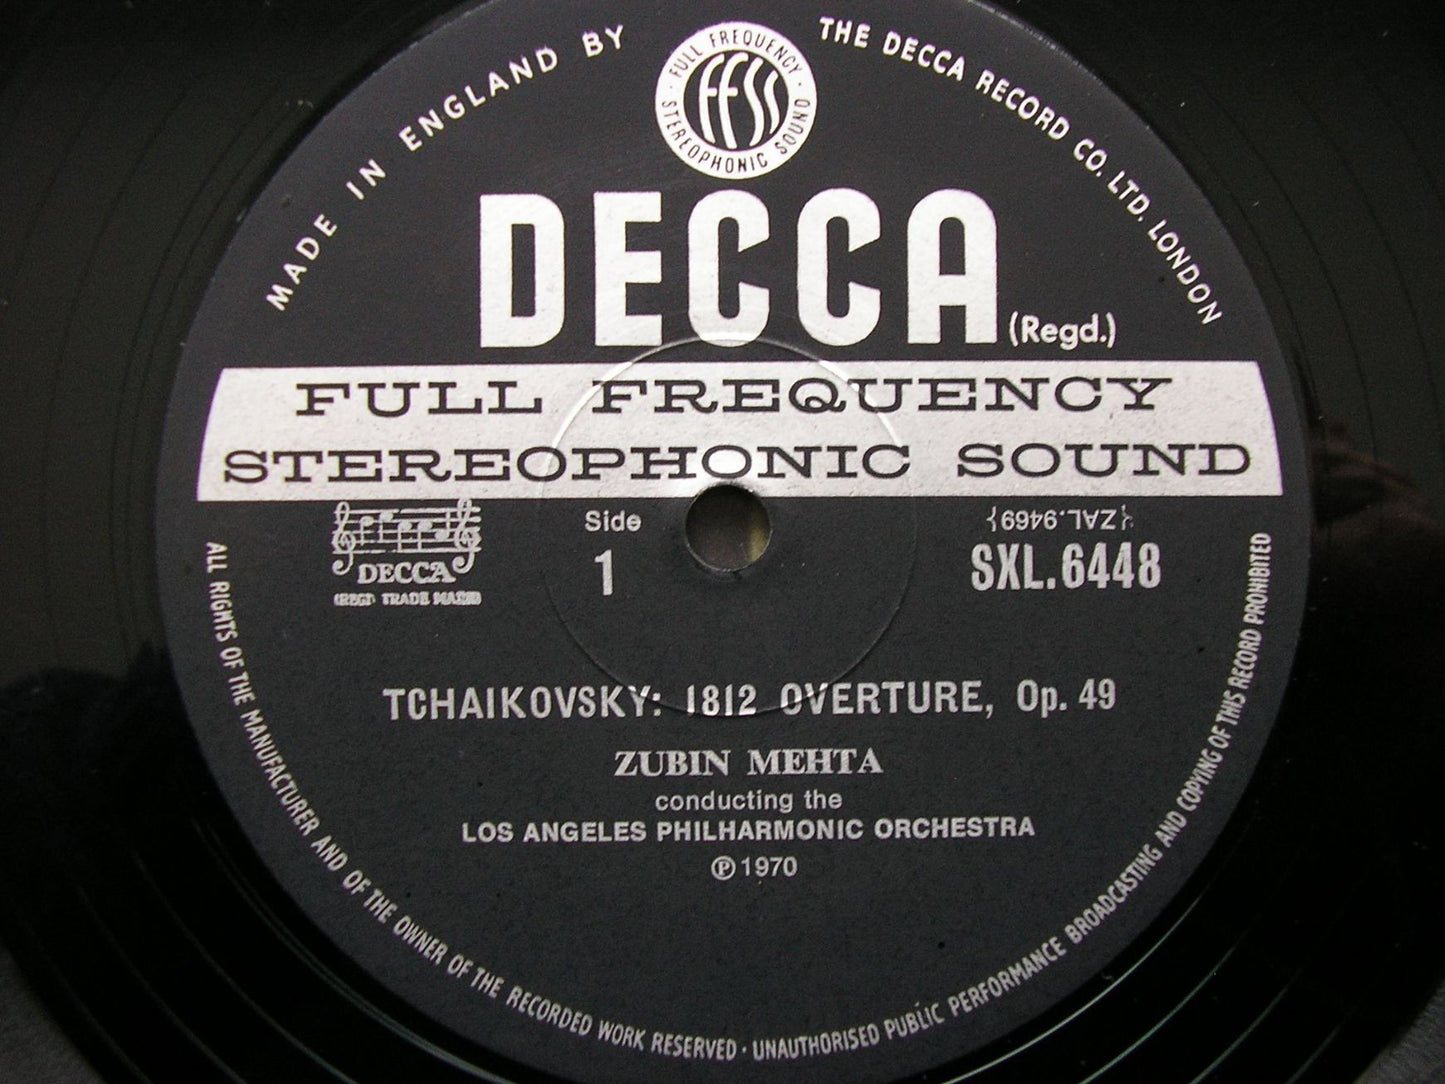 MADE IN ENGLAND BY
THE DECCA RECORD CO. LTD. LONDON
· FULL FREQUENCY ·
STEREOPHONIC SOUND
FFSS
DECCA
(Regd.)
FULL FREQUENCY
STEREOPHONIC SOUND
DECCA
(REGD TRADE MARK)
Side
1
{ZAL.9469}
SXL.6448
TCHAIKOVSKY: 1812 OVERTURE, Op. 49
ZUBIN MEHTA
conducting the
LOS ANGELES PHILHARMONIC ORCHESTRA
Ⓟ 1970
ALL RIGHTS OF THE MANUFACTURER AND OF THE OWNER OF THE RECORDED WORK RESERVED · UNAUTHORISED PUBLIC PERFORMANCE BROADCASTING AND COPYING OF THIS RECORD PROHIBITED